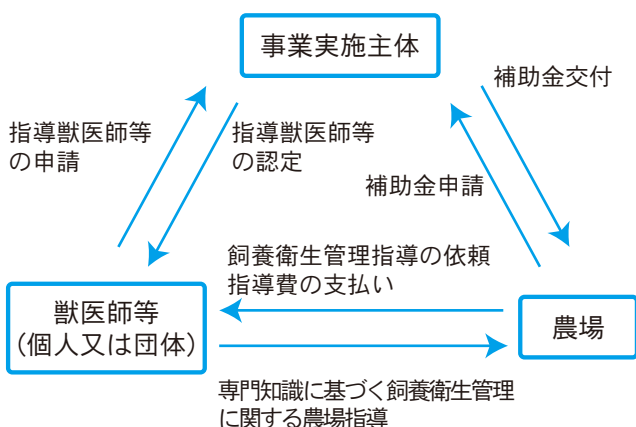 事業実施主体
補助金交付
指導獣医師等
の申請
指導獣医師等
の認定
補助金申請
飼養衛生管理指導の依頼
指導費の支払い
獣医師等
(個人又は団体)
農場
専門知識に基づく飼養衛生管理
に関する農場指導